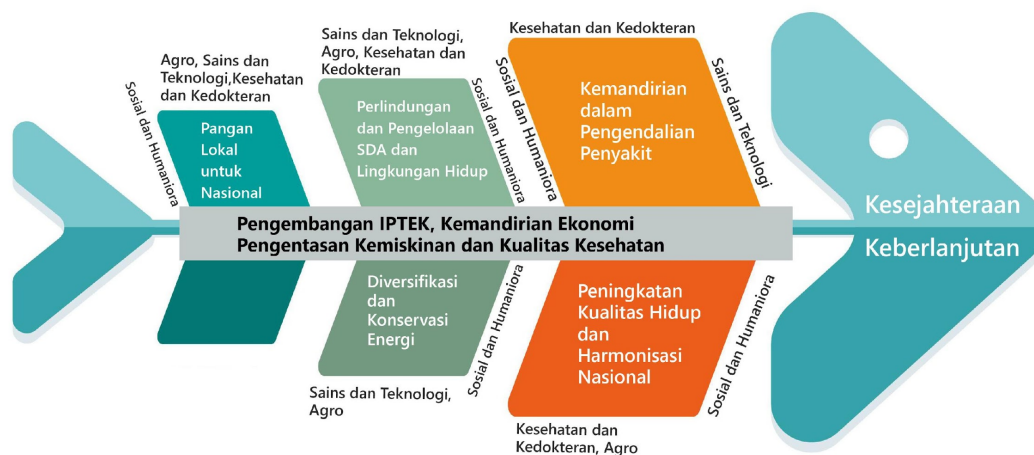 Agro, Sains dan
Teknologi,Kesehatan
dan Kedokteran
Sosial dan Humaniora
Pangan
Lokal
untuk
Nasional
Sains dan Teknologi,
Agro, Kesehatan dan
Kedokteran
Sosial dan Humaniora
Perlindungan
dan Pengelolaan
SDA dan
Lingkungan Hidup
Kesehatan dan Kedokteran
Sosial dan Humaniora
Sains dan Teknologi
Kemandirian
dalam
Pengendalian
Penyakit
Pengembangan IPTEK, Kemandirian Ekonomi
Pengentasan Kemiskinan dan Kualitas Kesehatan
Kesejahteraan
Keberlanjutan
Diversifikasi
dan
Konservasi
Energi
Sosial dan Humaniora
Sains dan Teknologi,
Agro
Peningkatan
Kualitas Hidup
dan
Harmonisasi
Nasional
Sosial dan Humaniora
Kesehatan dan
Kedokteran, Agro